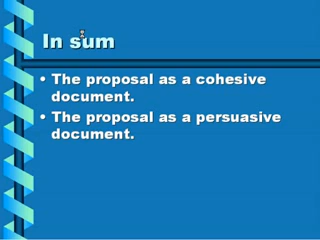 In sum
• The proposal as a cohesive
document.
• The proposal as a persuasive
document.